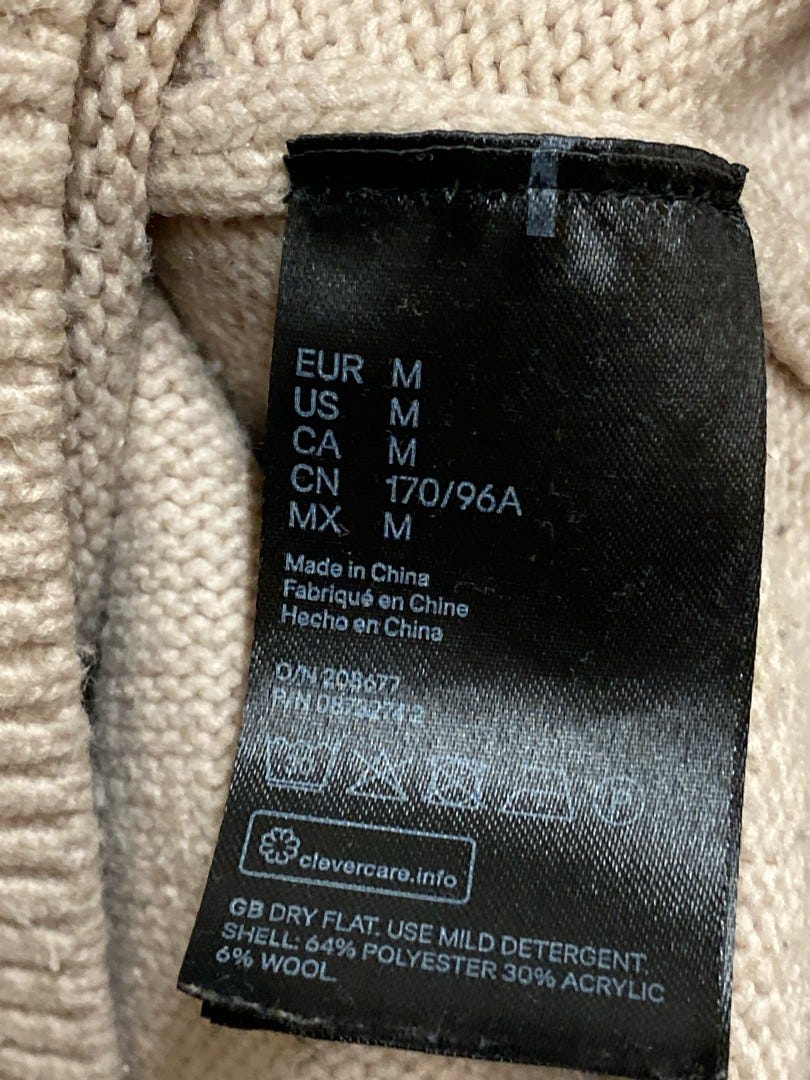 EUR M
US M
CA M
CN 170/96A
MX M
Made in China
Fabriqué en Chine
Hecho en China
O/N 208677
P/N
clevercare.info
GB DRY FLAT. USE MILD DETERGENT.
SHELL: 64% POLYESTER 30% ACRYLIC
6% WOOL